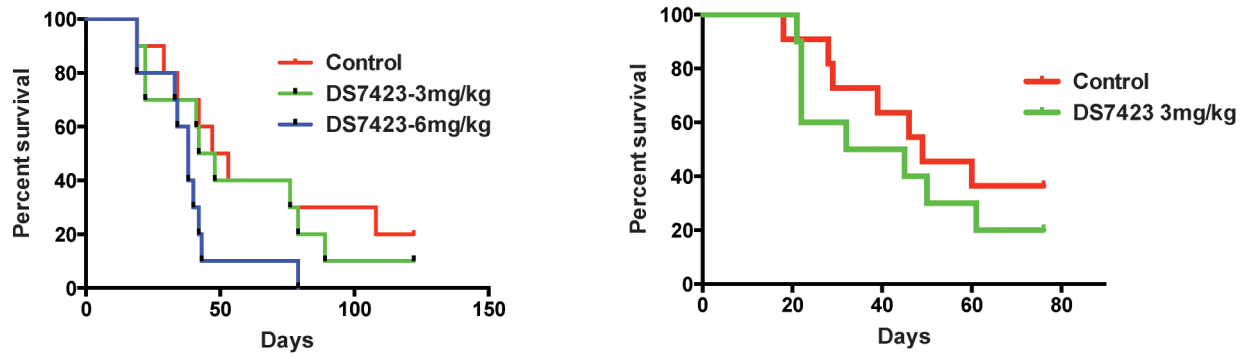 Percent survival
100
80
60
40
20
0
0 50 100 150
Days
Control
DS7423-3mg/kg
DS7423-6mg/kg
Percent survival
100
80
60
40
20
0
0 20 40 60 80
Days
Control
DS7423 3mg/kg